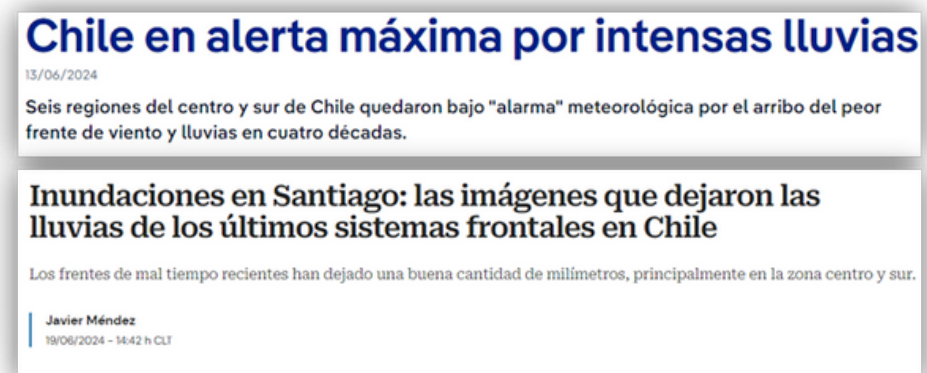 Chile en alerta máxima por intensas lluvias
13/06/2024
Seis regiones del centro y sur de Chile quedaron bajo "alarma" meteorológica por el arribo del peor
frente de viento y lluvias en cuatro décadas.
Inundaciones en Santiago: las imágenes que dejaron las
lluvias de los últimos sistemas frontales en Chile
Los frentes de mal tiempo recientes han dejado una buena cantidad de milímetros, principalmente en la zona centro y sur.
Javier Méndez
19/06/2024 - 14:42 h CLT